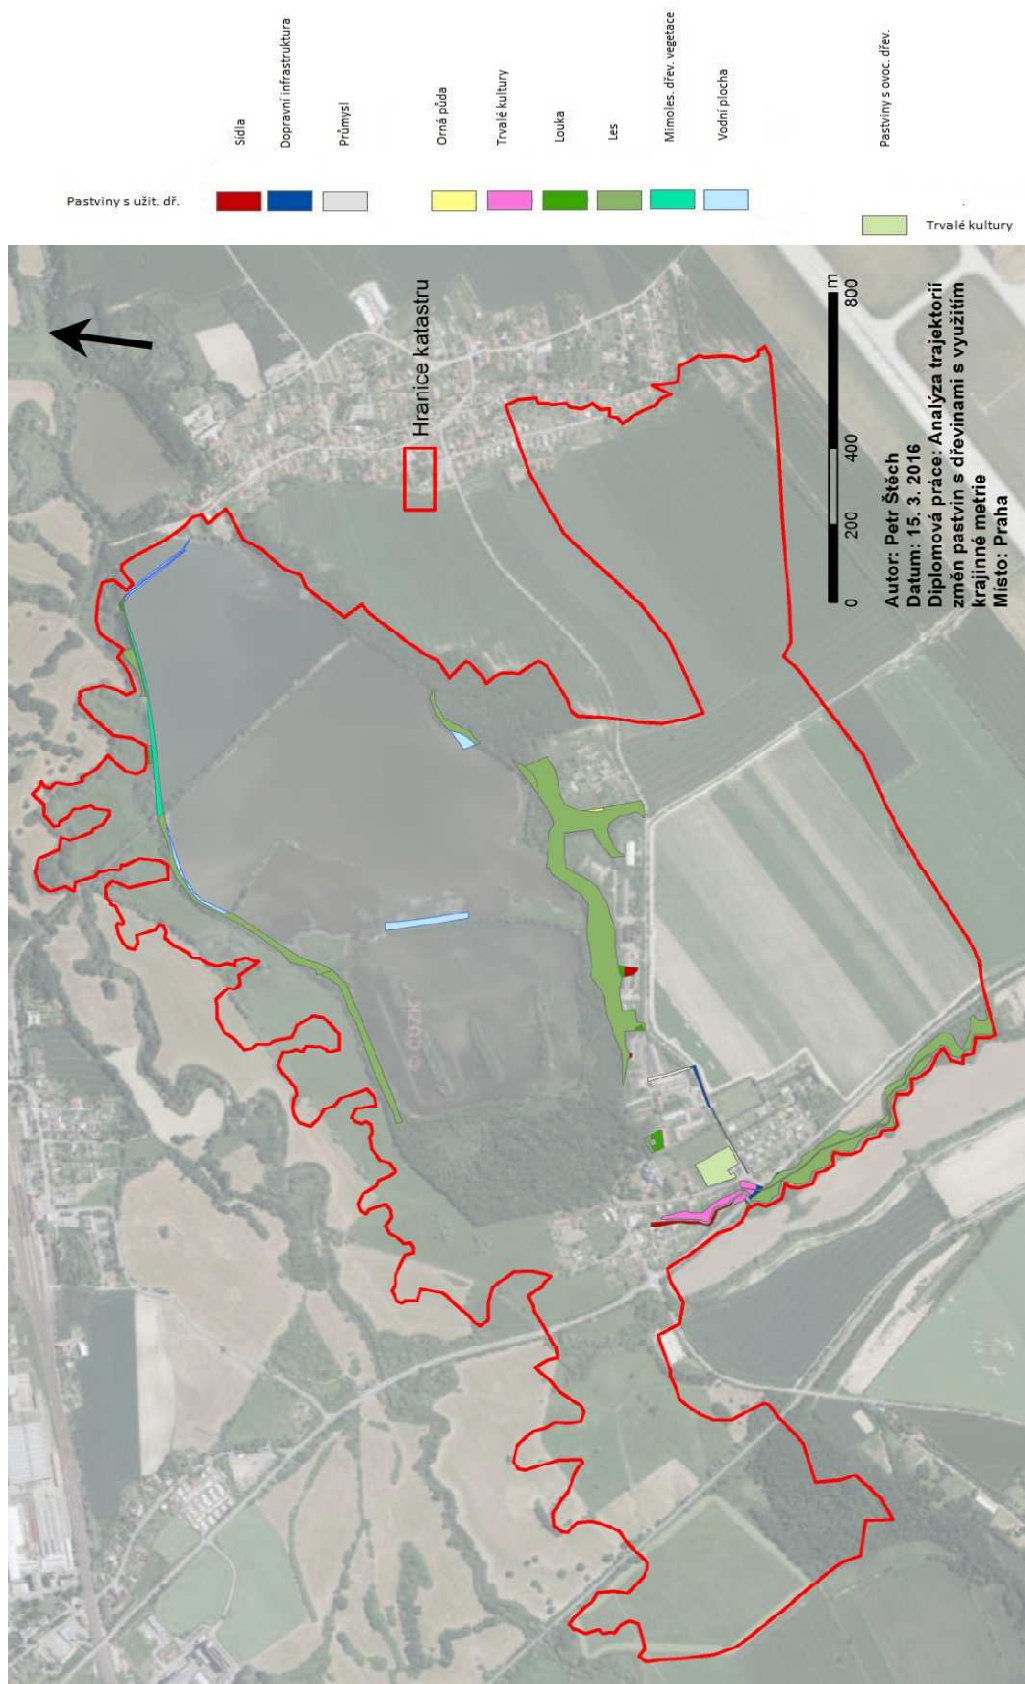 Sídla
Dopravní infrastruktura
Průmysl
Orná půda
Trvalé kultury
Louka
Les
Mimoles. dřev. vegetace
Vodní plocha
Pastviny s ovoc. dřev.
Pastviny s užit. dř.
Trvalé kultury
Hranice katastru
0 200 400 800
m
Autor: Petr Štěch
Datum: 15. 3. 2016
Diplomová práce: Analýza trajektorií
změn pastvin s dřevinami s využitím
krajinné metrie
Místo: Praha
© ČÚZK